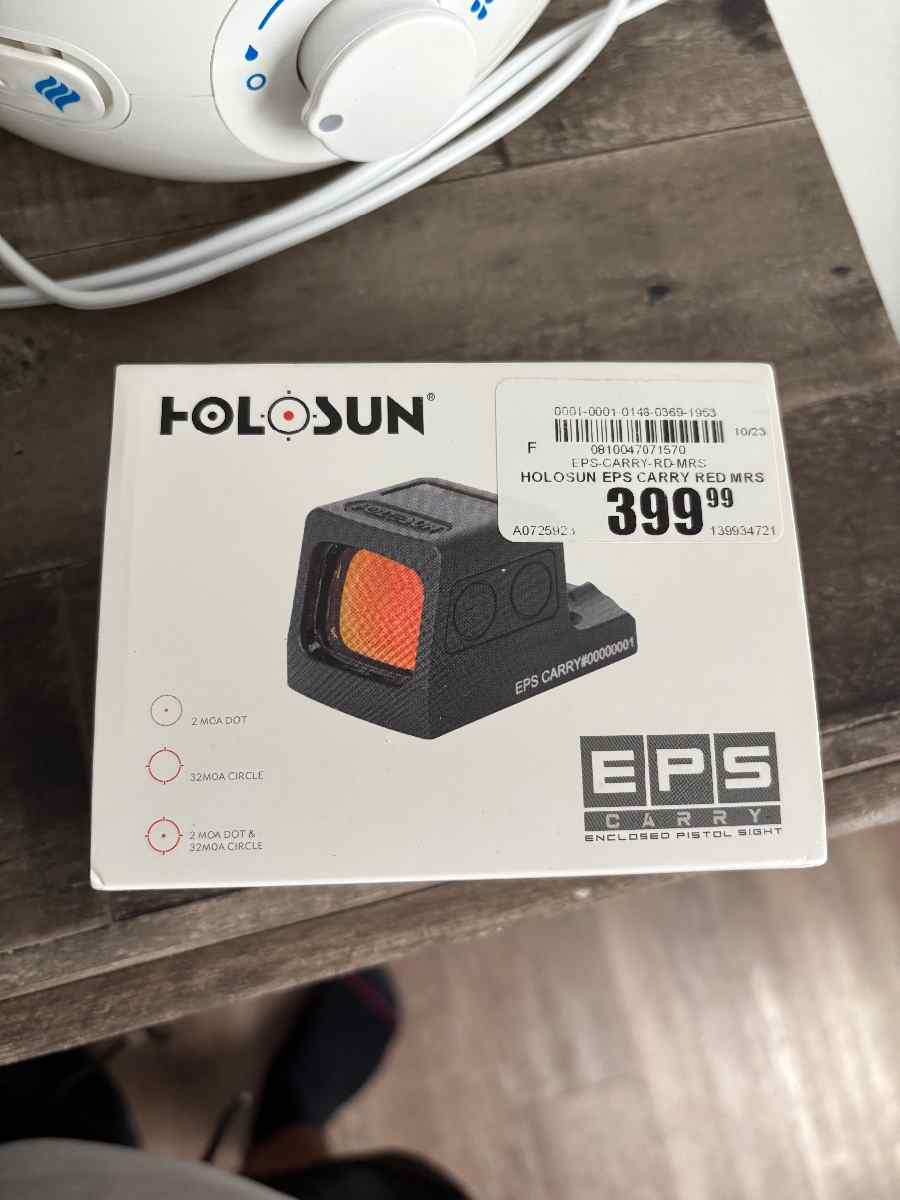 HOLOSUN®
0001-0001-0148-0369-1953
10/23
F
0810047071570
EPS-CARRY-RD-MRS
HOLOSUN EPS CARRY RED MRS
399 99
139934721
HOLOSUN
EPS CARRY#00000001
2 MOA DOT
32MOA CIRCLE
2 MOA DOT &
32MOA CIRCLE
EPS
CARRY
ENCLOSED PISTOL SIGHT